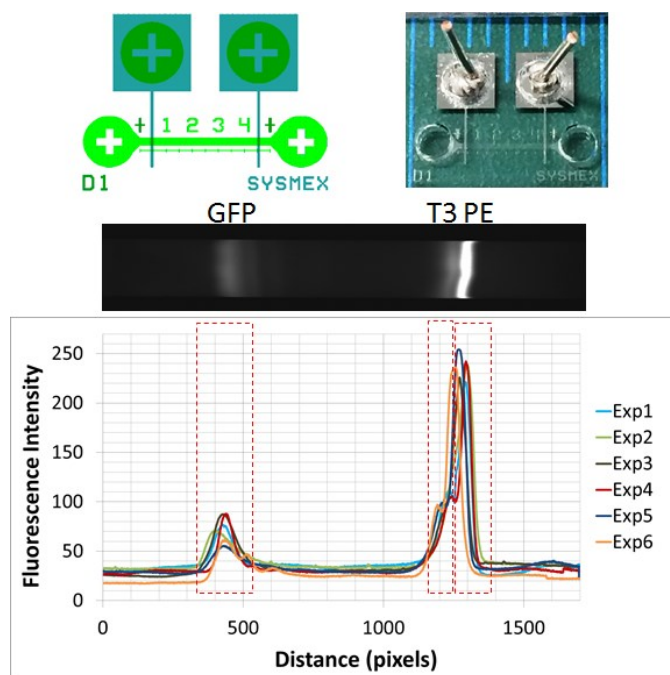 + 1 2 3 4 +
D1 SYSMEX
+ 1 2 3 4 +
D1 SYSMEX
GFP T3 PE
250
200
150
100
50
0
Fluorescence Intensity
0 500 1000 1500
Distance (pixels)
Exp1
Exp2
Exp3
Exp4
Exp5
Exp6